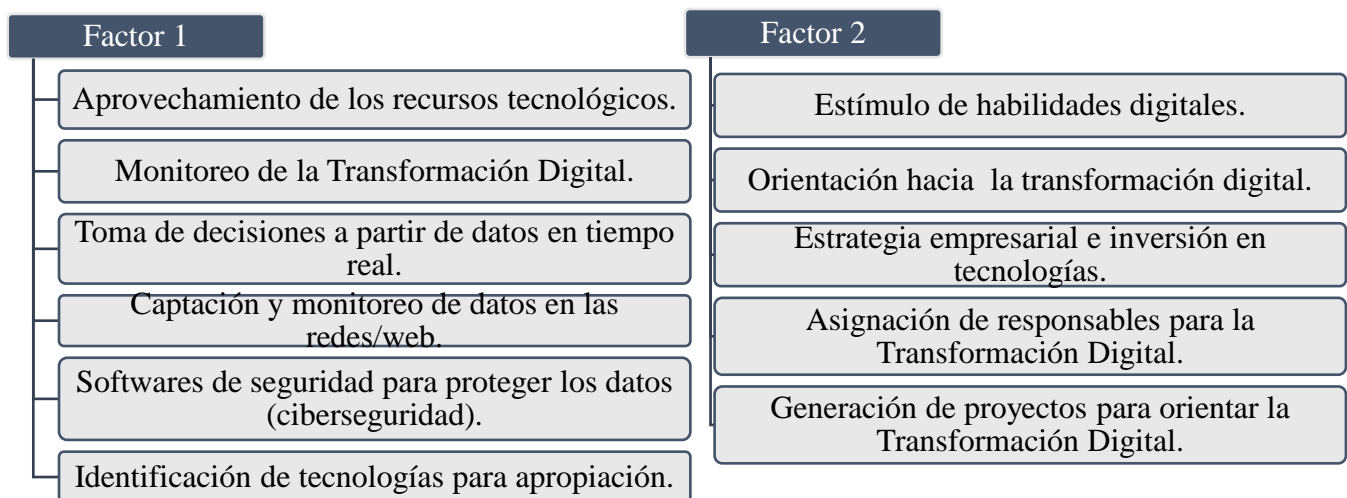 Factor 1
Aprovechamiento de los recursos tecnológicos.
Monitoreo de la Transformación Digital.
Toma de decisiones a partir de datos en tiempo
real.
Captación y monitoreo de datos en las
redes/web.
Softwares de seguridad para proteger los datos
(ciberseguridad).
Identificación de tecnologías para apropiación.
Factor 2
Estímulo de habilidades digitales.
Orientación hacia  la transformación digital.
Estrategia empresarial e inversión en
tecnologías.
Asignación de responsables para la
Transformación Digital.
Generación de proyectos para orientar la
Transformación Digital.